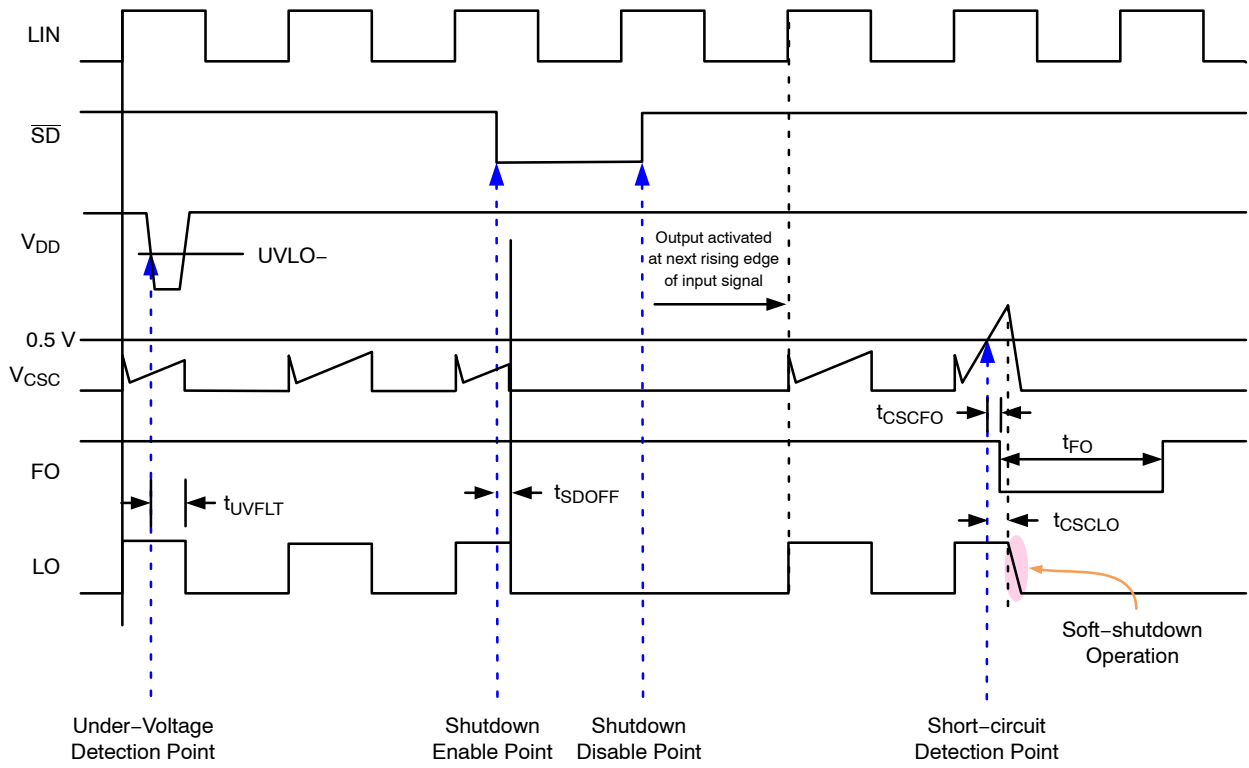 LIN
SD
VDD
UVLO−
Output activated
at next rising edge
of input signal
0.5 V
VCSC
tCSCFO
tFO
FO
tUVFLT
tSDOFF
tCSCLO
LO
Soft−shutdown
Operation
Under−Voltage
Detection Point
Shutdown
Enable Point
Shutdown
Disable Point
Short−circuit
Detection Point